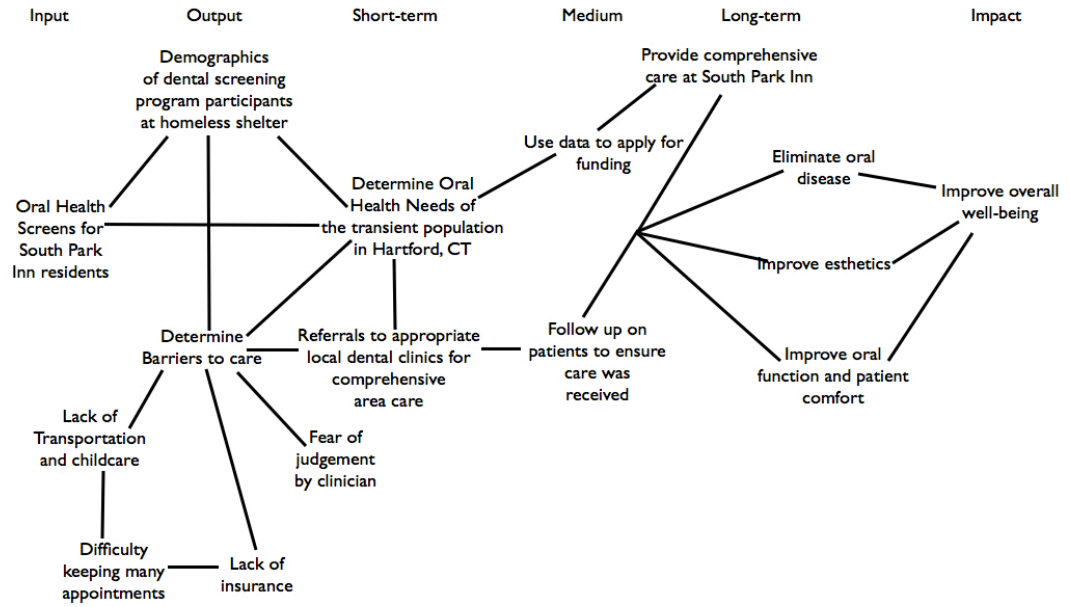 Input
Output
Short-term
Medium
Long-term
Impact
Demographics
of dental screening
program participants
at homeless shelter
Provide comprehensive
care at South Park Inn
Use data to apply for
funding
Eliminate oral
disease
Improve overall
well-being
Oral Health
Screens for
South Park
Inn residents
Determine Oral
Health Needs of
the transient population
in Hartford, CT
Improve esthetics
Determine
Barriers to care
Referrals to appropriate
local dental clinics for
comprehensive
area care
Follow up on
patients to ensure
care was
received
Improve oral
function and patient
comfort
Lack of
Transportation
and childcare
Fear of
judgement
by clinician
Difficulty
keeping many
appointments
Lack of
insurance